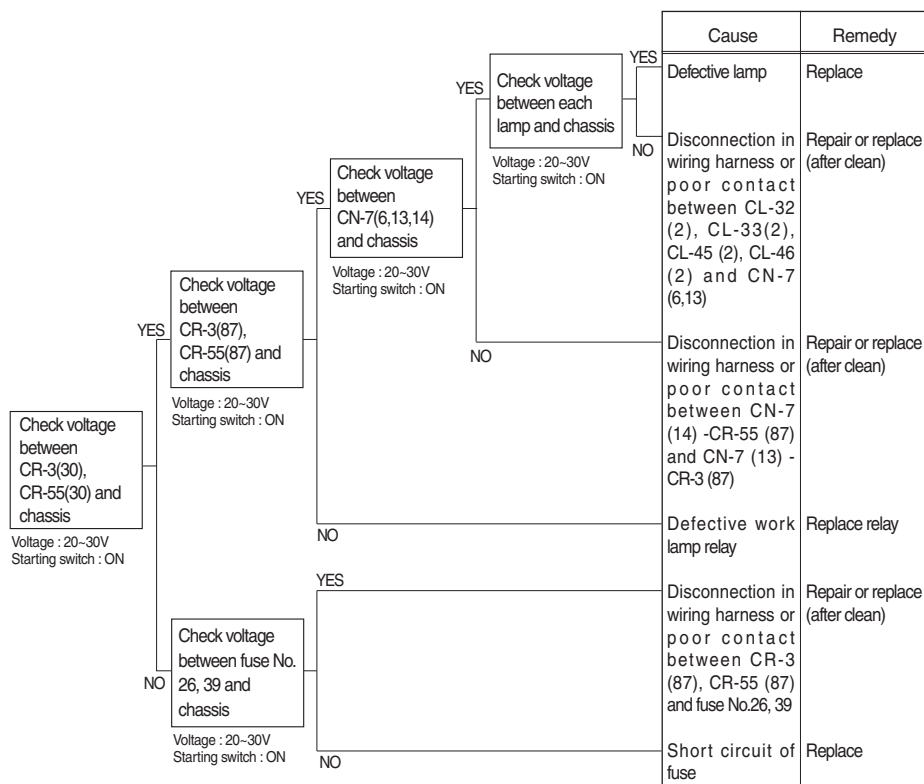 Cause
Remedy
YES
Defective lamp
Replace
YES
Check voltage
between each
lamp and chassis
NO
Disconnection in
wiring harness or
poor contact
between CL-32
(2), CL-33(2),
CL-45 (2), CL-46
(2) and CN-7
(6,13)
Repair or replace
(after clean)
Voltage : 20~30V
Starting switch : ON
YES
Check voltage
between
CN-7(6,13,14)
and chassis
Voltage : 20~30V
Starting switch : ON
NO
Disconnection in
wiring harness or
poor contact
between CN-7
(14) -CR-55 (87)
and CN-7 (13) -
CR-3 (87)
Repair or replace
(after clean)
YES
Check voltage
between
CR-3(87),
CR-55(87) and
chassis
Voltage : 20~30V
Starting switch : ON
NO
Defective work
lamp relay
Replace relay
Check voltage
between
CR-3(30),
CR-55(30) and
chassis
Voltage : 20~30V
Starting switch : ON
YES
Disconnection in
wiring harness or
poor contact
between CR-3
(87), CR-55 (87)
and fuse No.26, 39
Repair or replace
(after clean)
NO
Check voltage
between fuse No.
26, 39 and
chassis
Voltage : 20~30V
Starting switch : ON
NO
Short circuit of
fuse
Replace